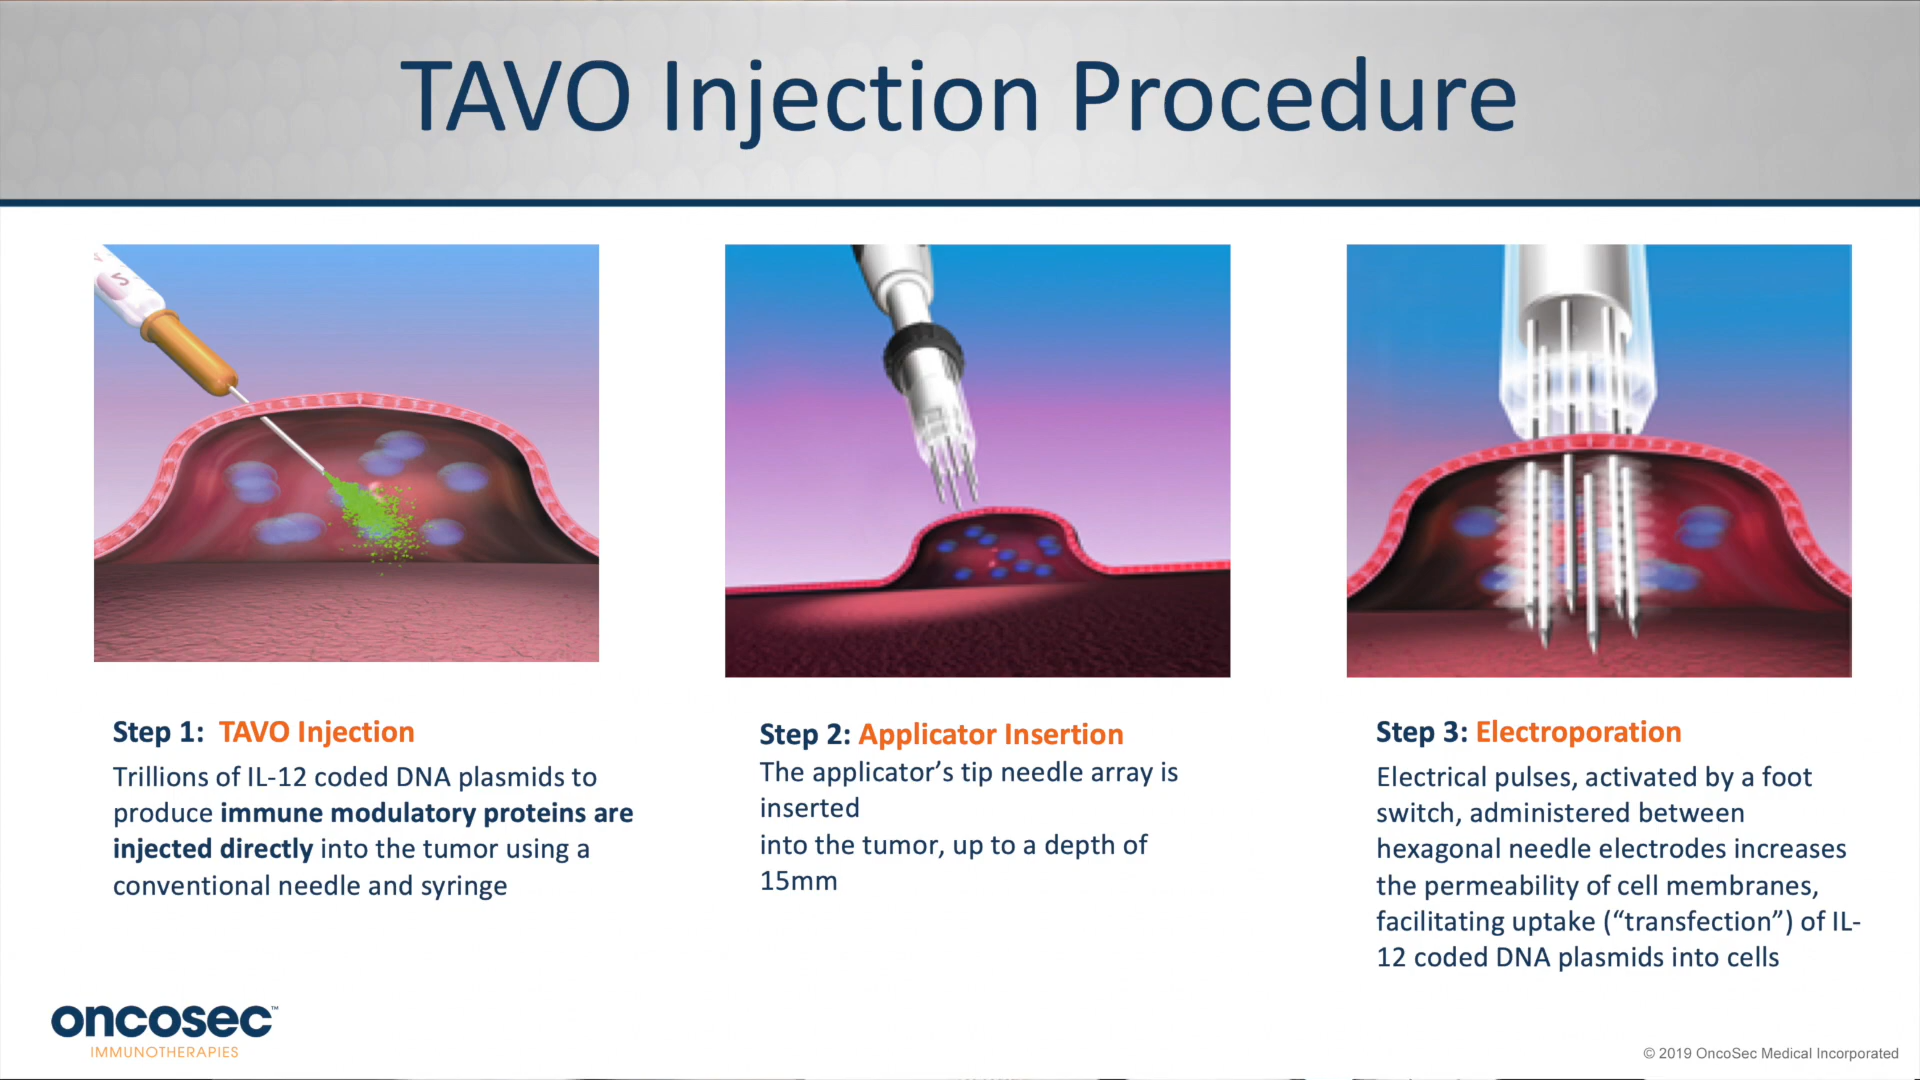 TAVO Injection Procedure
Step 1: TAVO Injection
Trillions of IL-12 coded DNA plasmids to
produce immune modulatory proteins are
injected directly into the tumor using a
conventional needle and syringe
Step 2: Applicator Insertion
The applicator’s tip needle array is
inserted
into the tumor, up to a depth of
15mm
Step 3: Electroporation
Electrical pulses, activated by a foot
switch, administered between
hexagonal needle electrodes increases
the permeability of cell membranes,
facilitating uptake (“transfection”) of IL-
12 coded DNA plasmids into cells
oncosec™
IMMUNOTHERAPIES
© 2019 OncoSec Medical Incorporated